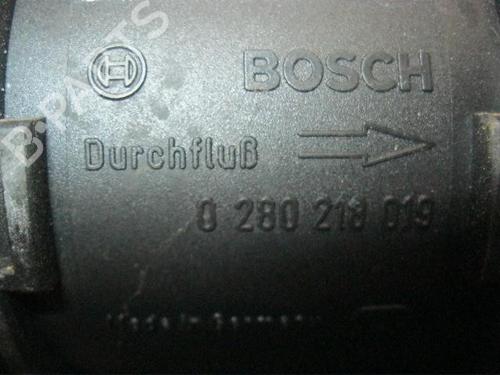 BOSCH
Durchfluß
0 280 218 019
Made in Germany
B-PARTS